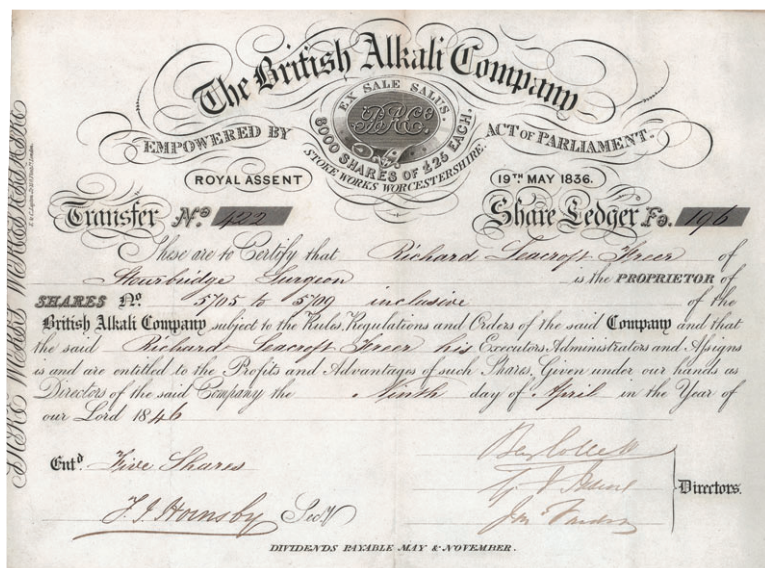 The British Alkali Company
EX SALE SALUS.
B A Co
8000 SHARES OF £25 EACH.
STOKE WORKS WORCESTERSHIRE.
EMPOWERED BY ACT OF PARLIAMENT.
ROYAL ASSENT 19TH MAY 1836.
Transfer No 422 Share Ledger Fo. 196
These are to Certify that Richard Leacroft Freer of
Stourbridge Surgeon is the PROPRIETOR of
SHARES No. 5705 to 5709 inclusive of the
British Alkali Company subject to the Rules, Regulations and Orders of the said Company and that
the said Richard Leacroft Freer his Executors Administrators and Assigns
is and are entitled to the Profits and Advantages of such Shares, Given under our hands as
Directors of the said Company the Ninth day of April in the Year of
our Lord 1846
Entd. Five Shares
F. J. Hornsby Secy
Directors.
DIVIDENDS PAYABLE MAY & NOVEMBER.